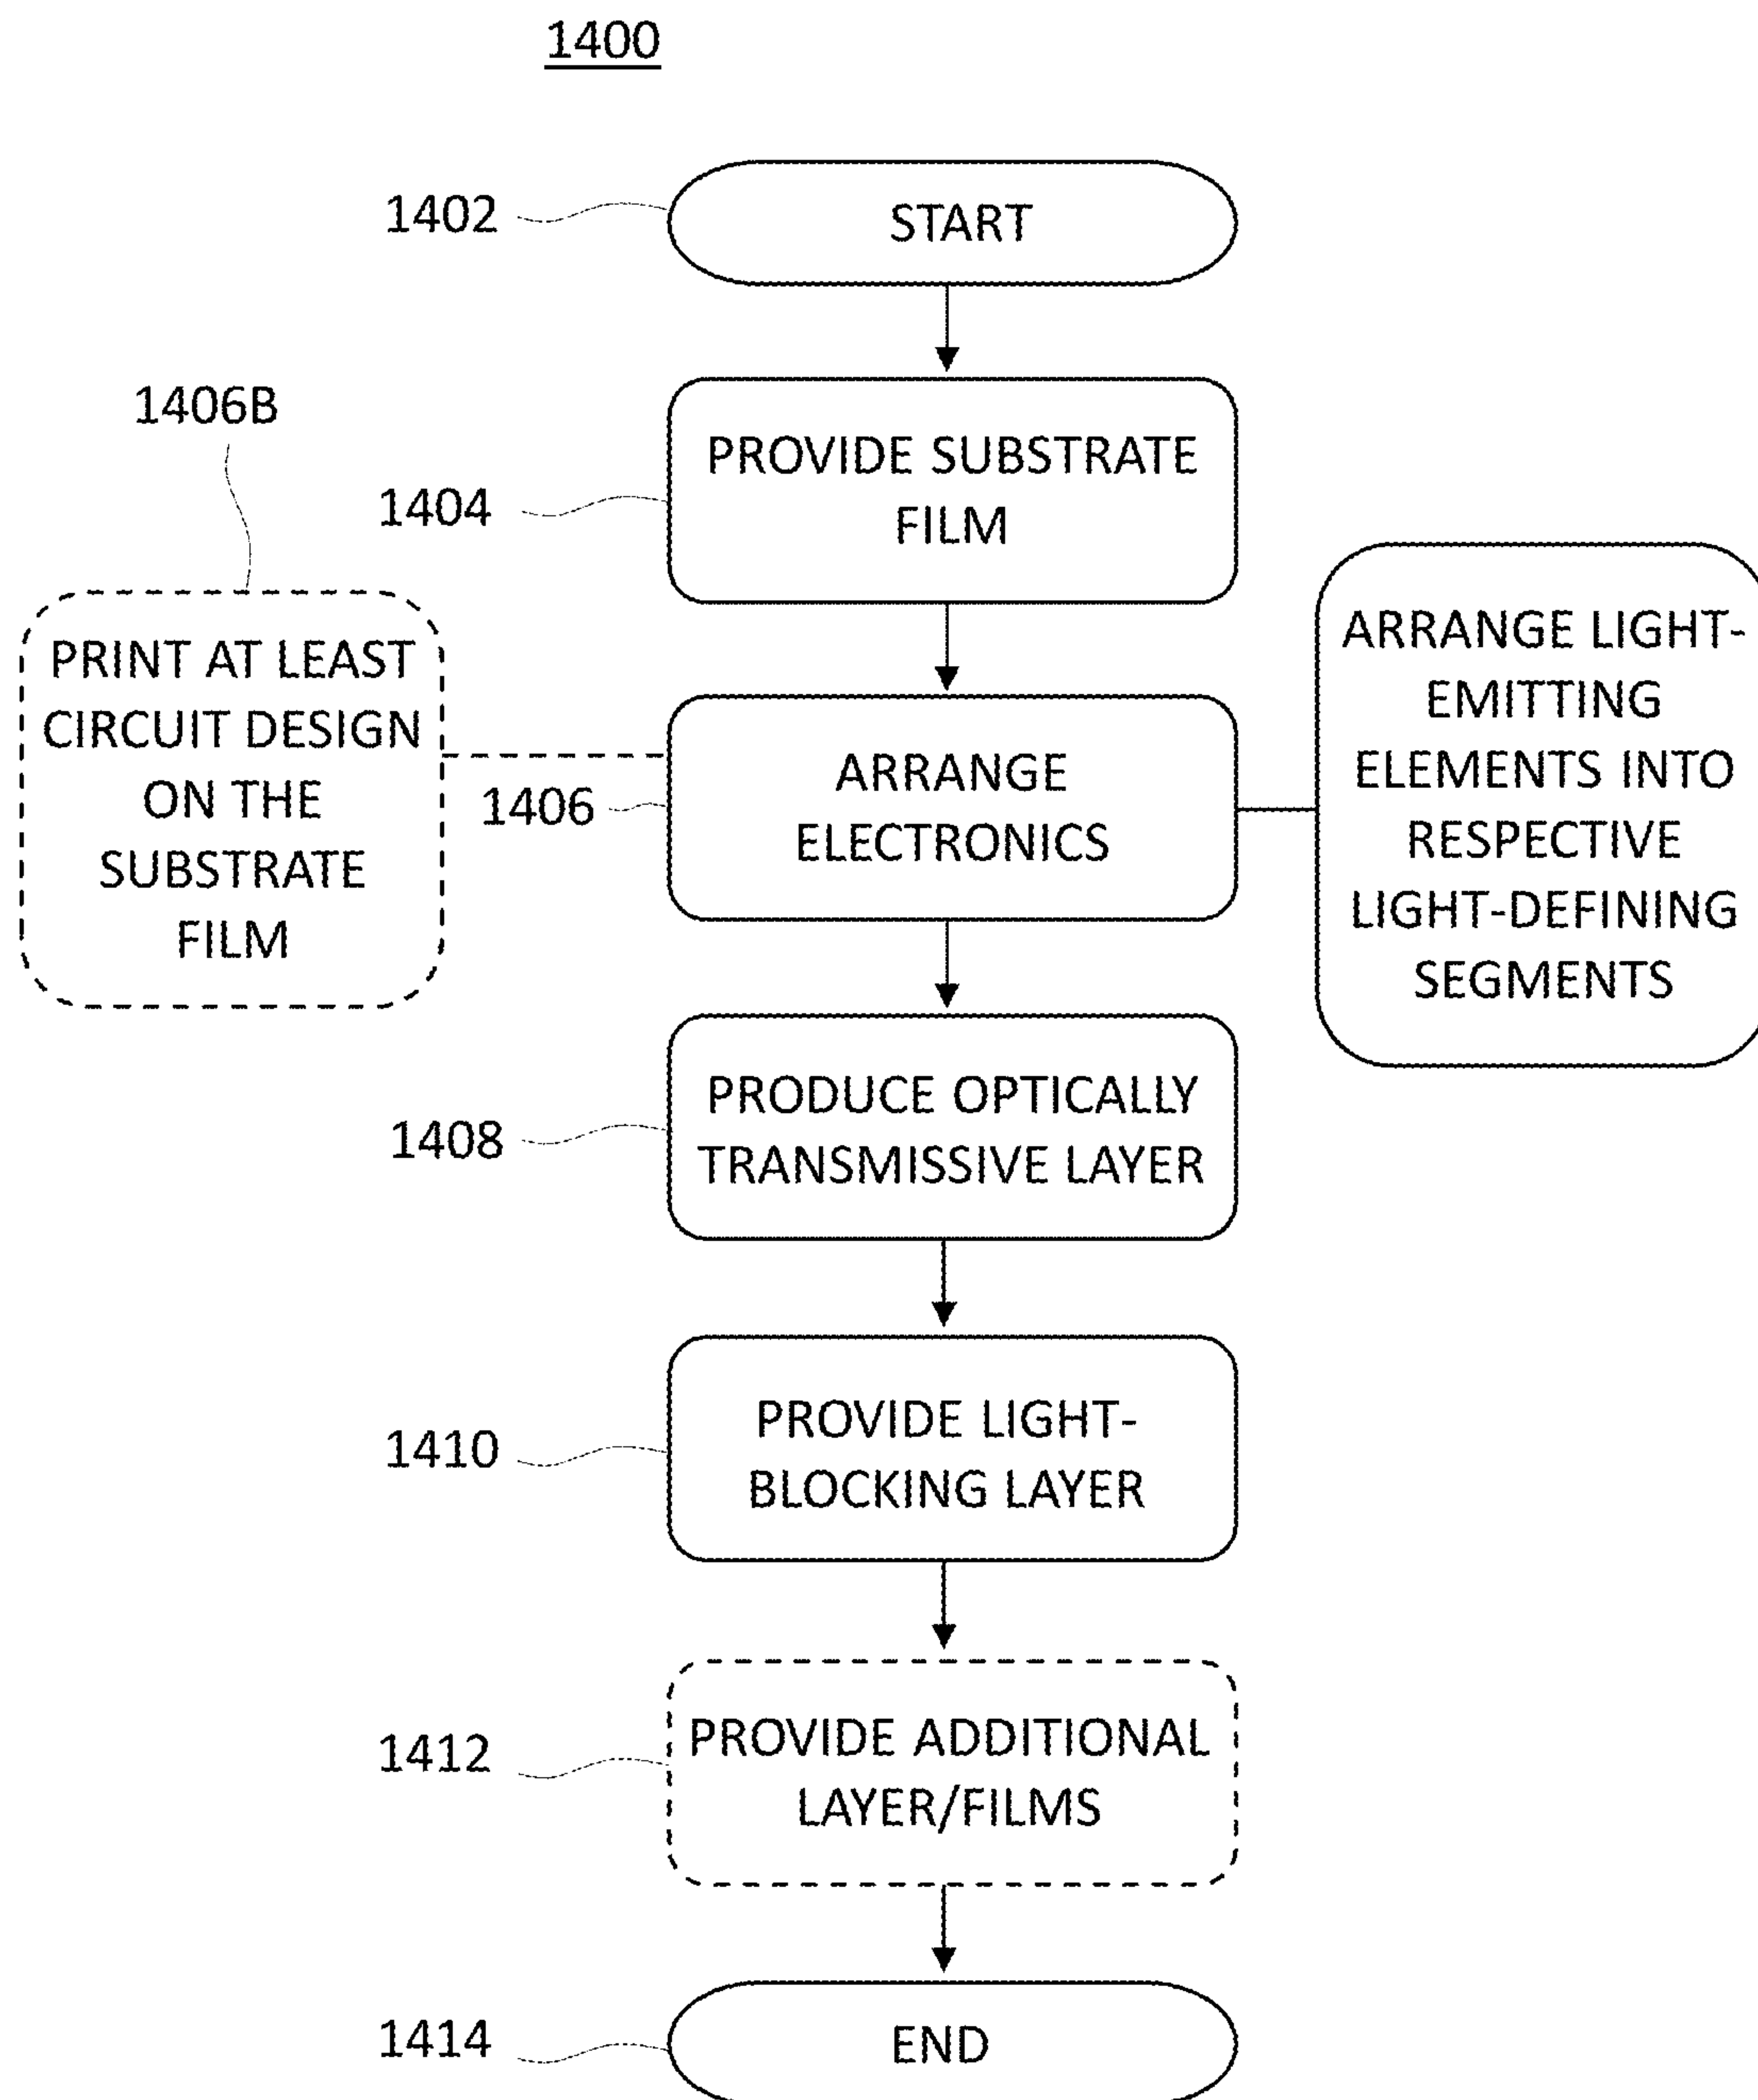 1400
1402
START
1406B
1404
PROVIDE SUBSTRATE
FILM
PRINT AT LEAST
CIRCUIT DESIGN
ON THE
SUBSTRATE
FILM
1406
ARRANGE
ELECTRONICS
ARRANGE LIGHT-
EMITTING
ELEMENTS INTO
RESPECTIVE
LIGHT-DEFINING
SEGMENTS
1408
PRODUCE OPTICALLY
TRANSMISSIVE LAYER
1410
PROVIDE LIGHT-
BLOCKING LAYER
1412
PROVIDE ADDITIONAL
LAYER/FILMS
1414
END